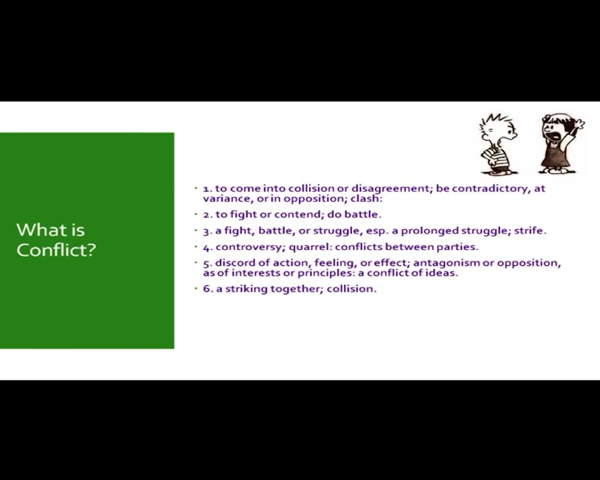 What is
Conflict?
1. to come into collision or disagreement; be contradictory, at
variance, or in opposition; clash:
2. to fight or contend; do battle.
3. a fight, battle, or struggle, esp. a prolonged struggle; strife.
4. controversy; quarrel: conflicts between parties.
5. discord of action, feeling, or effect; antagonism or opposition,
as of interests or principles: a conflict of ideas.
6. a striking together; collision.